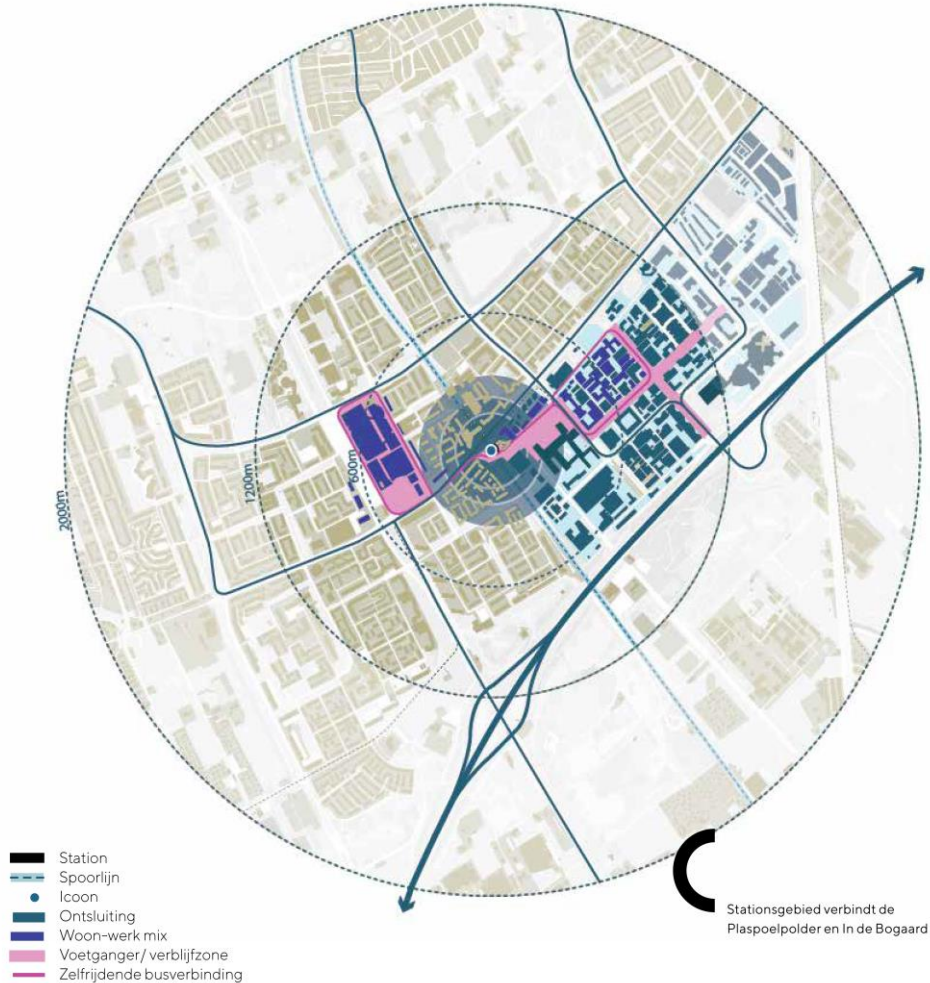 2000m
1200m
600m
Station
Spoorlijn
Icoon
Ontsluiting
Woon-werk mix
Voetganger/ verblijfzone
Zelfrijdende busverbinding
Stationsgebied verbindt de
Plaspoelpolder en In de Bogaard